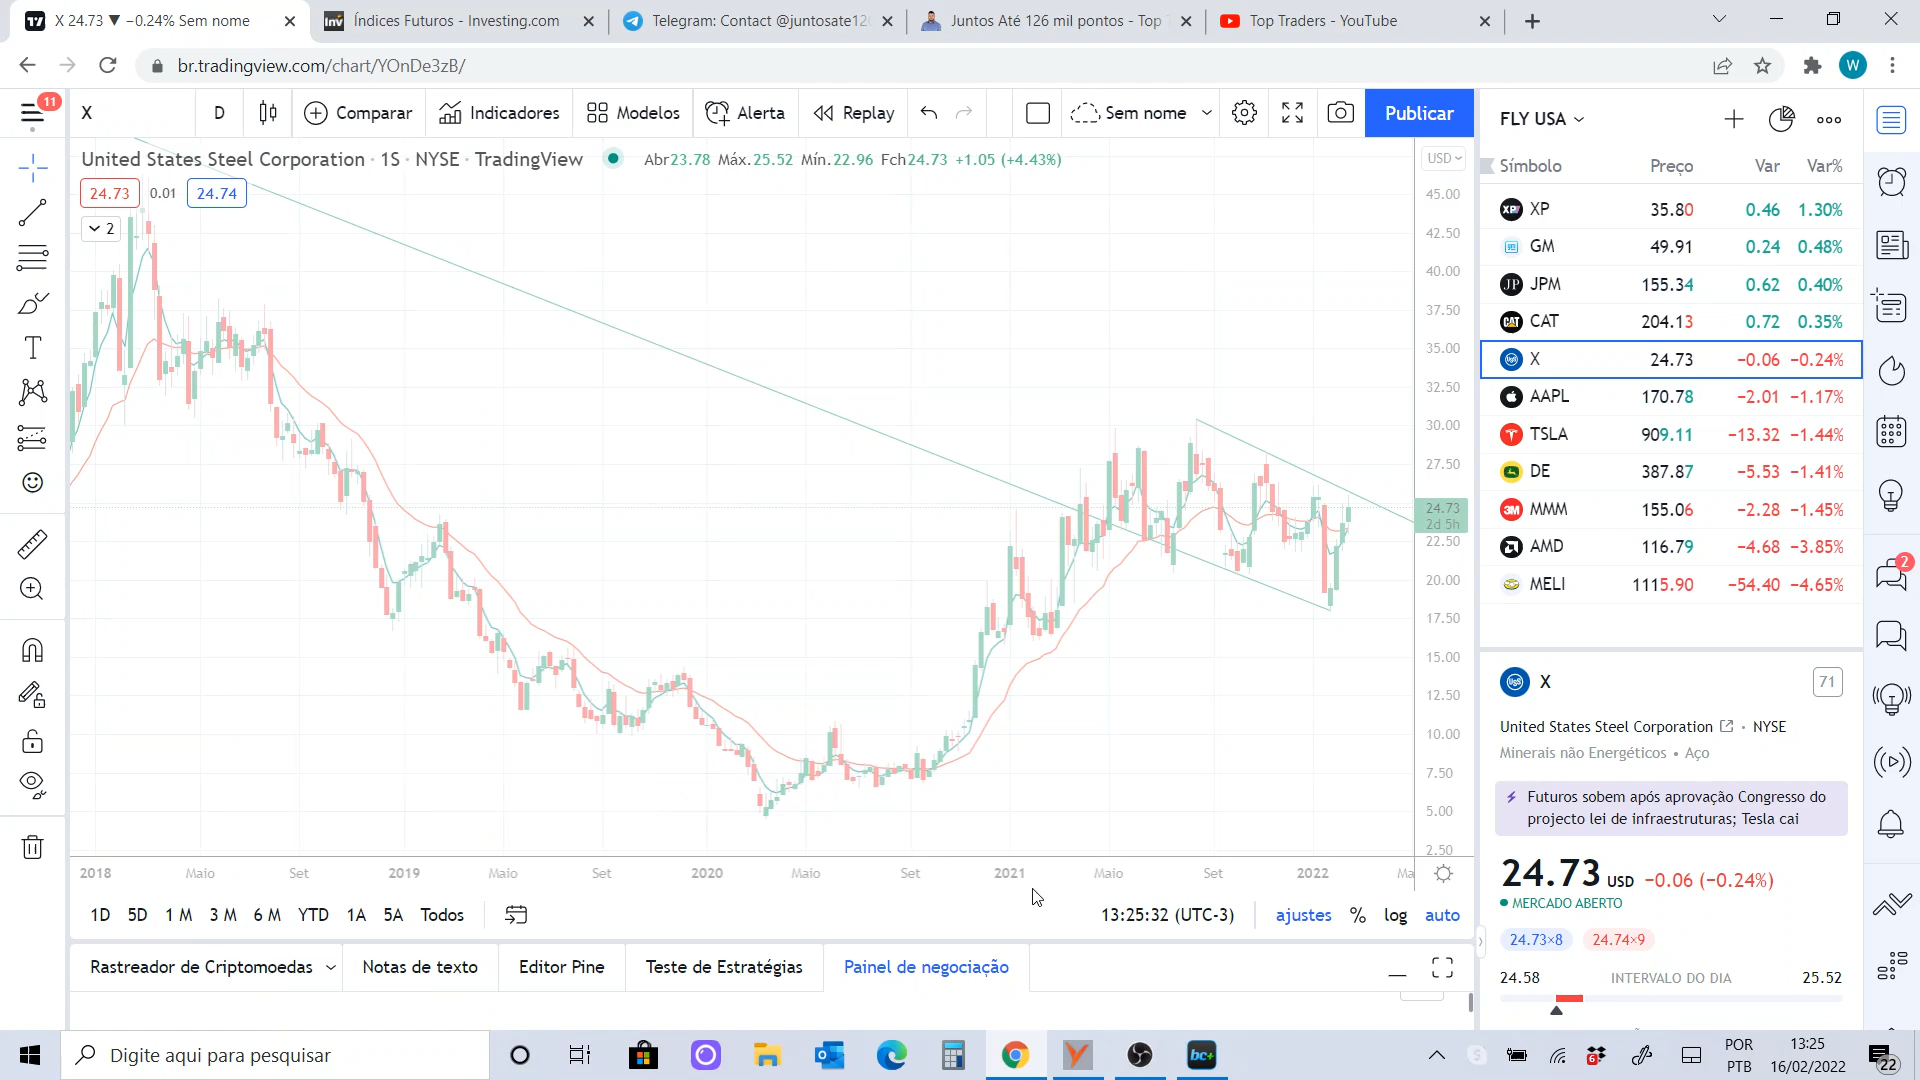 X 24.73 ▼ −0.24% Sem nome
Índices Futuros - Investing.com
Telegram: Contact @juntosate12
Juntos Até 126 mil pontos - Top
Top Traders - YouTube
br.tradingview.com/chart/YOnDe3zB/
W
11
X
D
Comparar
Indicadores
Modelos
Alerta
Replay
Sem nome
Publicar
United States Steel Corporation · 1S · NYSE · TradingView
Abr23.78 Máx.25.52 Mín.22.96 Fch24.73 +1.05 (+4.43%)
24.73 0.01 24.74
2
USD
45.00
42.50
40.00
37.50
35.00
32.50
30.00
27.50
24.73
2d 5h
22.50
20.00
17.50
15.00
12.50
10.00
7.50
5.00
2.50
2018 Maio Set 2019 Maio Set 2020 Maio Set 2021 Maio Set 2022 Ma
1D 5D 1 M 3 M 6 M YTD 1A 5A Todos
13:25:32 (UTC-3)
ajustes % log auto
Rastreador de Criptomoedas
Notas de texto
Editor Pine
Teste de Estratégias
Painel de negociação
FLY USA
Símbolo Preço Var Var%
XP 35.80 0.46 1.30%
GM 49.91 0.24 0.48%
JPM 155.34 0.62 0.40%
CAT 204.13 0.72 0.35%
X 24.73 −0.06 −0.24%
AAPL 170.78 −2.01 −1.17%
TSLA 909.11 −13.32 −1.44%
DE 387.87 −5.53 −1.41%
MMM 155.06 −2.28 −1.45%
AMD 116.79 −4.68 −3.85%
MELI 1115.90 −54.40 −4.65%
X
71
United States Steel Corporation · NYSE
Minerais não Energéticos • Aço
Futuros sobem após aprovação Congresso do
projecto lei de infraestruturas; Tesla cai
24.73 USD −0.06 (−0.24%)
MERCADO ABERTO
24.73×8 24.74×9
24.58 INTERVALO DO DIA 25.52
2
Digite aqui para pesquisar
bc+
6
POR
PTB
13:25
16/02/2022
22